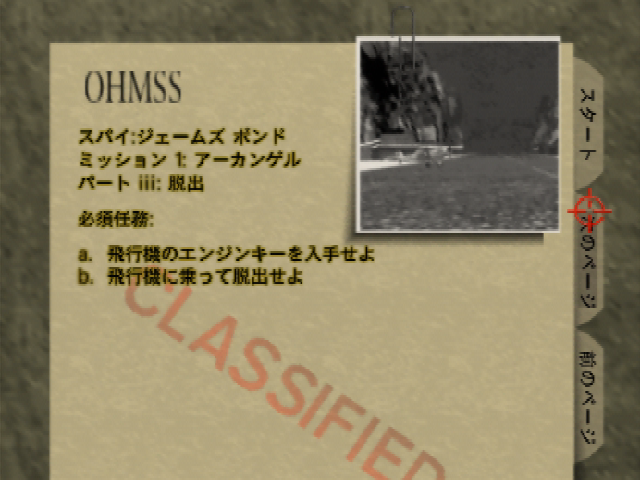 OHMSS
スパイ:ジェームズ ボンド
ミッション 1: アーカンゲル
パート iii: 脱出
必須任務:
a. 飛行機のエンジンキーを入手せよ
b. 飛行機に乗って脱出せよ
CLASSIFIED
スタート
次のページ
前のページ